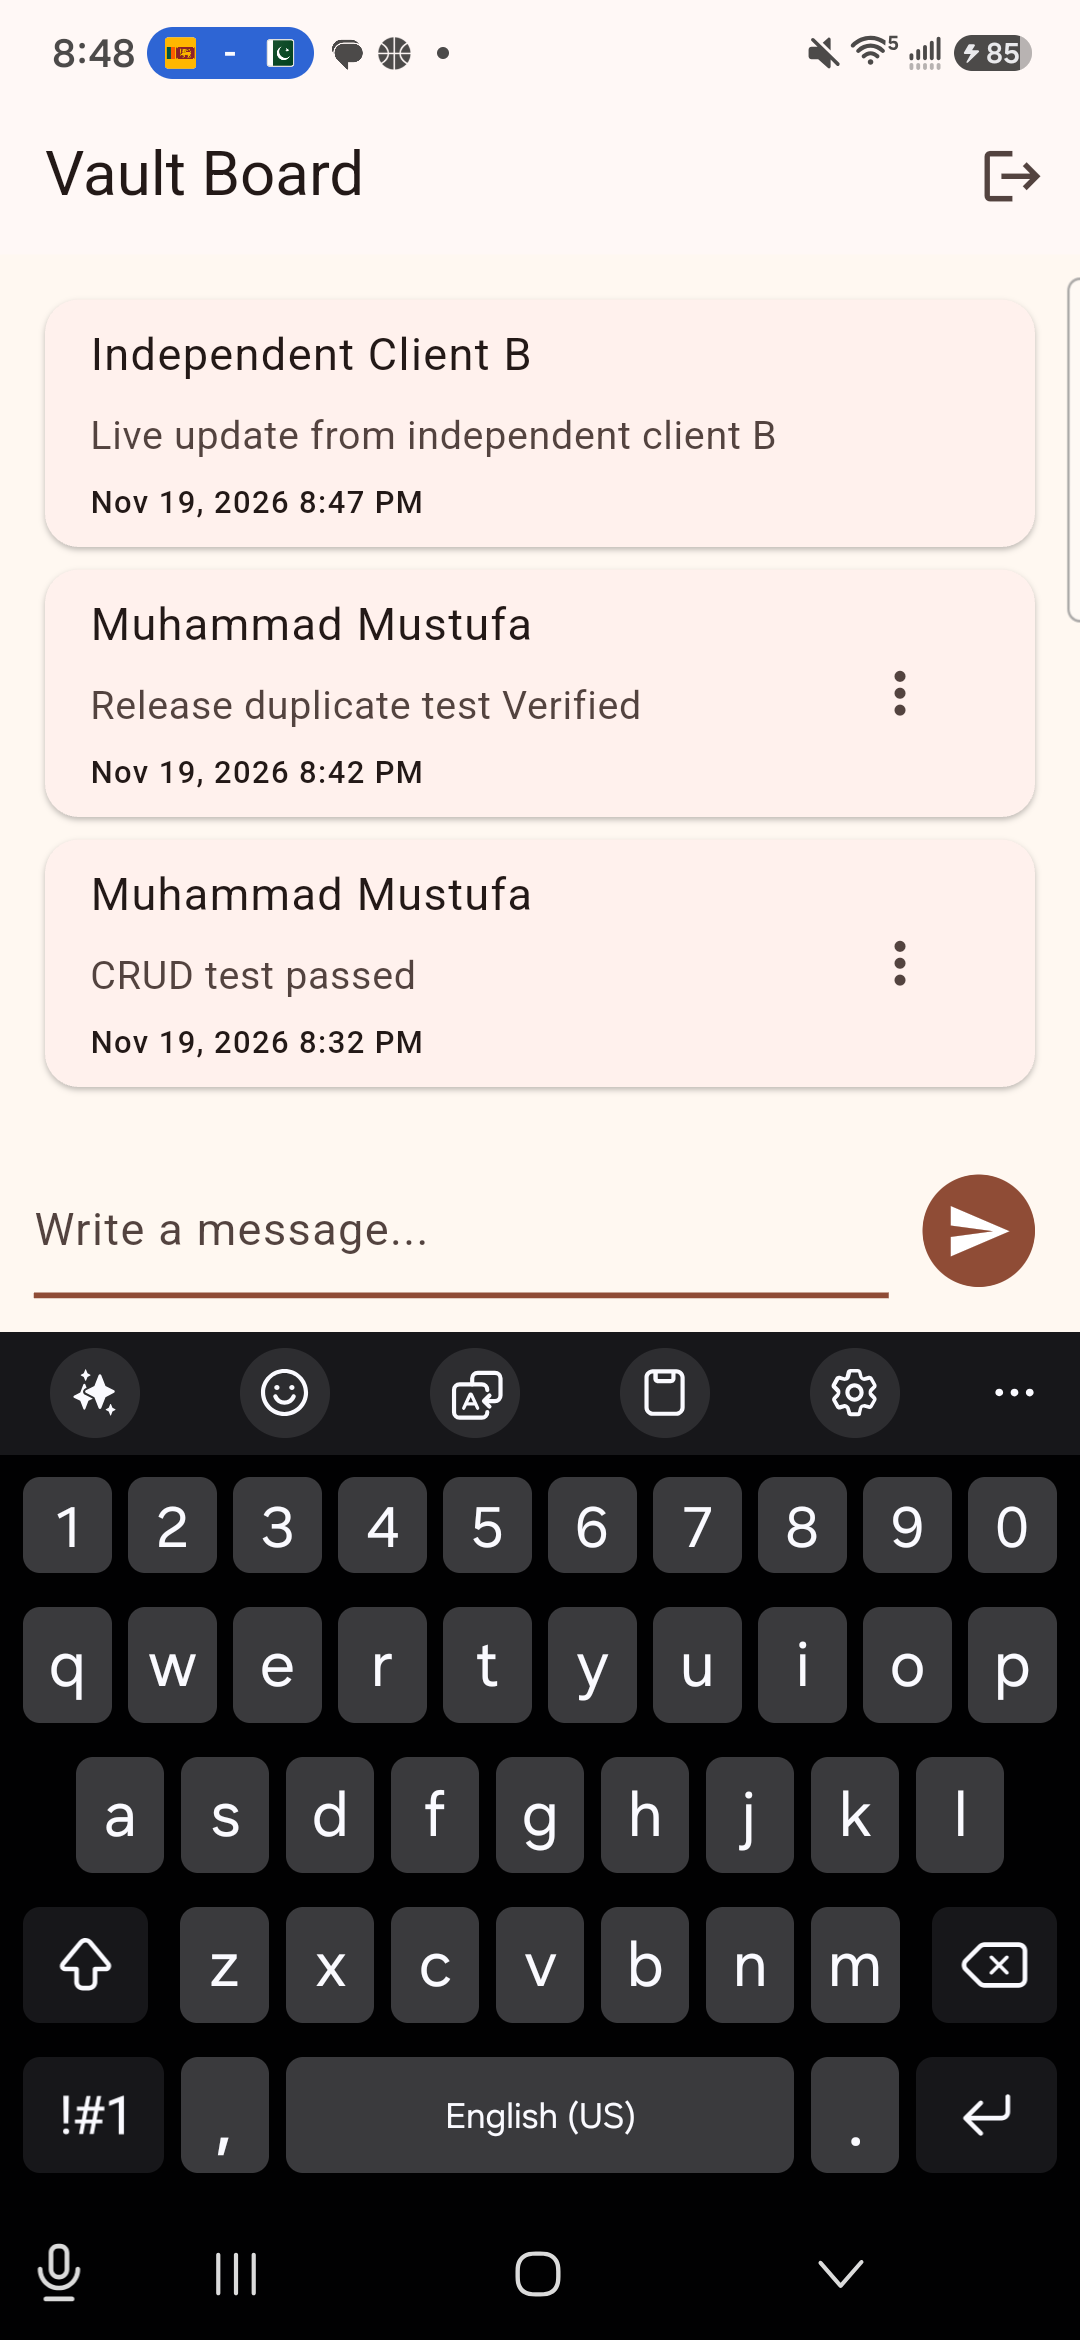 8:48
-
5
85
Vault Board
Independent Client B
Live update from independent client B
Nov 19, 2026 8:47 PM
Muhammad Mustufa
Release duplicate test Verified
Nov 19, 2026 8:42 PM
Muhammad Mustufa
CRUD test passed
Nov 19, 2026 8:32 PM
Write a message...
A
1 2 3 4 5 6 7 8 9 0
q w e r t y u i o p
a s d f g h j k l
z x c v b n m
!#1 , English (US) .